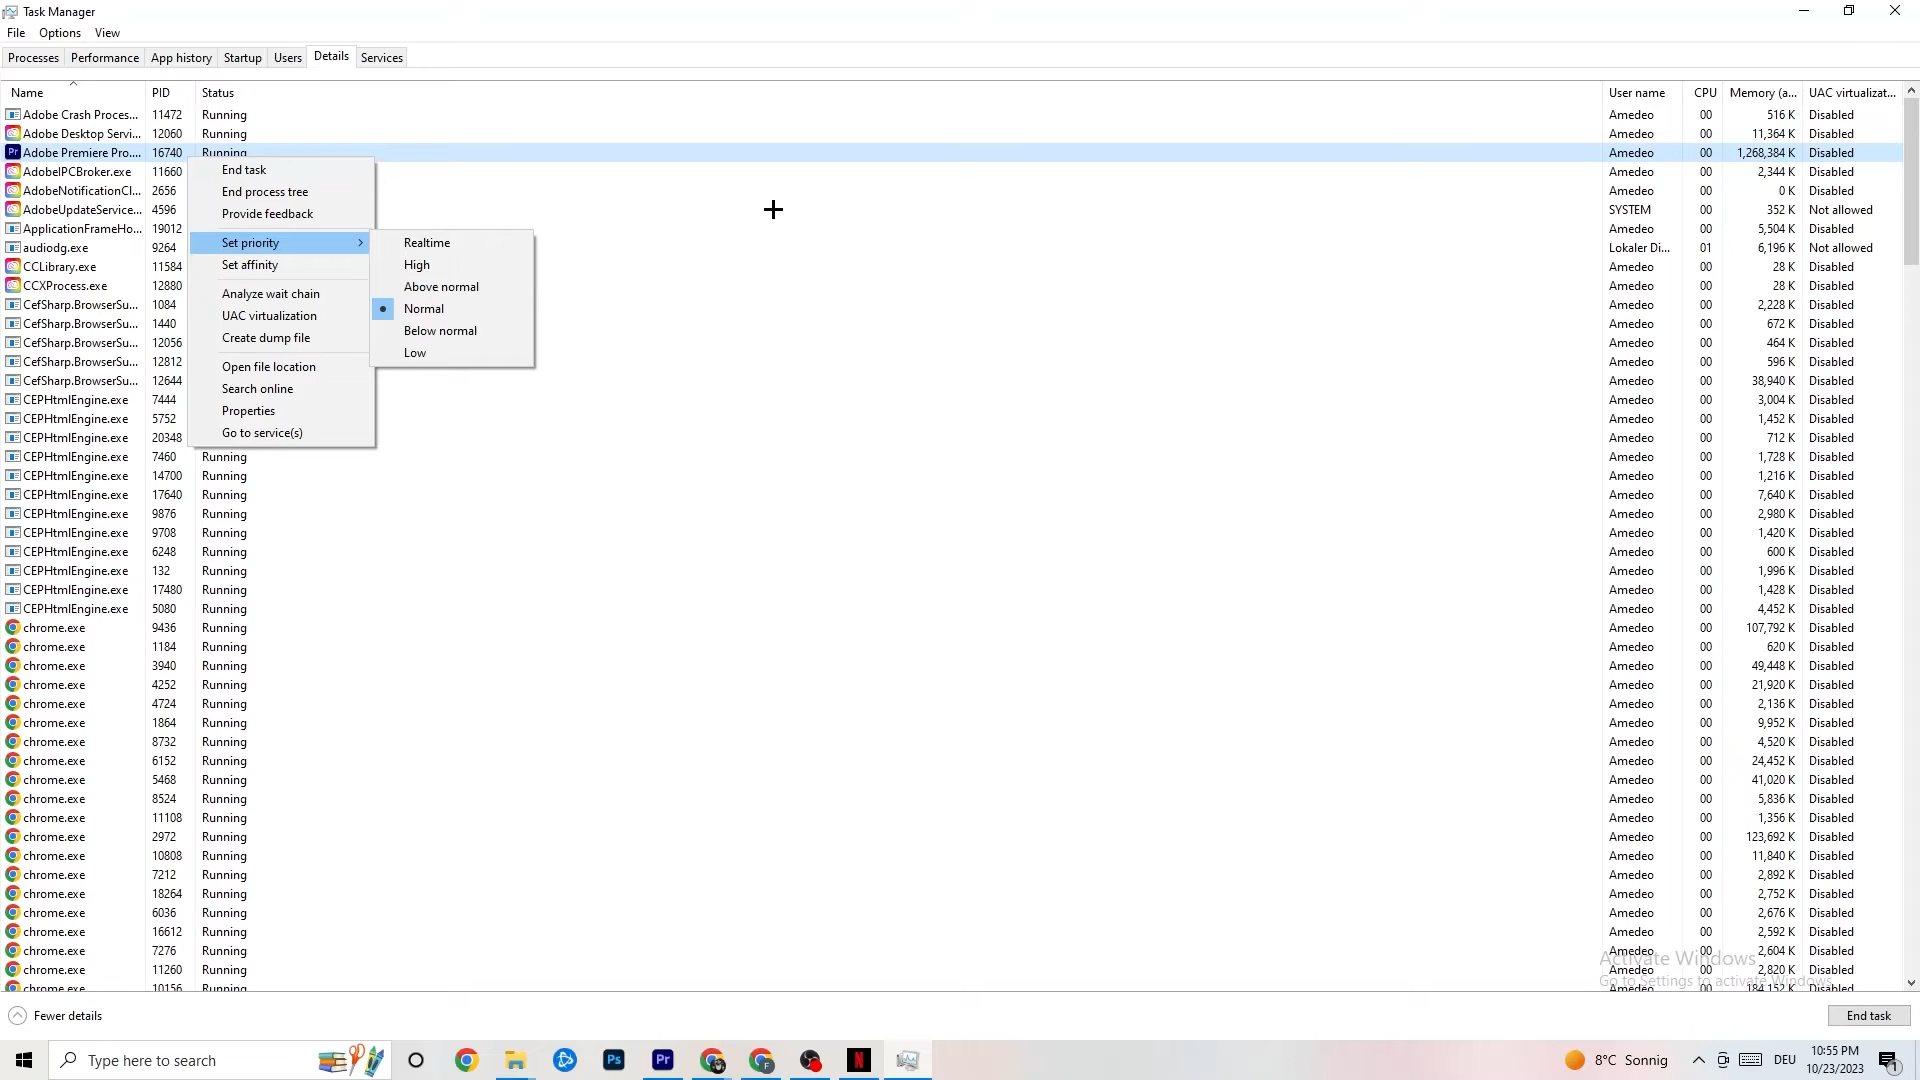 Task Manager
File Options View
Processes Performance App history Startup Users Details Services
Name PID Status User name CPU Memory (a... UAC virtualizat...
Adobe Crash Proces... 11472 Running Amedeo 00 516 K Disabled
Adobe Desktop Servi... 12060 Running Amedeo 00 11,364 K Disabled
Adobe Premiere Pro.... 16740 Running Amedeo 00 1,268,384 K Disabled
AdobeIPCBroker.exe 11660 Amedeo 00 2,344 K Disabled
AdobeNotificationCl... 2656 Amedeo 00 0 K Disabled
AdobeUpdateService... 4596 SYSTEM 00 352 K Not allowed
ApplicationFrameHo... 19012 Amedeo 00 5,504 K Disabled
audiodg.exe 9264 Lokaler Di... 01 6,196 K Not allowed
CCLibrary.exe 11584 Amedeo 00 28 K Disabled
CCXProcess.exe 12880 Amedeo 00 28 K Disabled
CefSharp.BrowserSu... 1084 Amedeo 00 2,228 K Disabled
CefSharp.BrowserSu... 1440 Amedeo 00 672 K Disabled
CefSharp.BrowserSu... 12056 Amedeo 00 464 K Disabled
CefSharp.BrowserSu... 12812 Amedeo 00 596 K Disabled
CefSharp.BrowserSu... 12644 Amedeo 00 38,940 K Disabled
CEPHtmlEngine.exe 7444 Amedeo 00 3,004 K Disabled
CEPHtmlEngine.exe 5752 Amedeo 00 1,452 K Disabled
CEPHtmlEngine.exe 20348 Amedeo 00 712 K Disabled
CEPHtmlEngine.exe 7460 Running Amedeo 00 1,728 K Disabled
CEPHtmlEngine.exe 14700 Running Amedeo 00 1,216 K Disabled
CEPHtmlEngine.exe 17640 Running Amedeo 00 7,640 K Disabled
CEPHtmlEngine.exe 9876 Running Amedeo 00 2,980 K Disabled
CEPHtmlEngine.exe 9708 Running Amedeo 00 1,420 K Disabled
CEPHtmlEngine.exe 6248 Running Amedeo 00 600 K Disabled
CEPHtmlEngine.exe 132 Running Amedeo 00 1,996 K Disabled
CEPHtmlEngine.exe 17480 Running Amedeo 00 1,428 K Disabled
CEPHtmlEngine.exe 5080 Running Amedeo 00 4,452 K Disabled
chrome.exe 9436 Running Amedeo 00 107,792 K Disabled
chrome.exe 1184 Running Amedeo 00 620 K Disabled
chrome.exe 3940 Running Amedeo 00 49,448 K Disabled
chrome.exe 4252 Running Amedeo 00 21,920 K Disabled
chrome.exe 4724 Running Amedeo 00 2,136 K Disabled
chrome.exe 1864 Running Amedeo 00 9,952 K Disabled
chrome.exe 8732 Running Amedeo 00 4,520 K Disabled
chrome.exe 6152 Running Amedeo 00 24,452 K Disabled
chrome.exe 5468 Running Amedeo 00 41,020 K Disabled
chrome.exe 8524 Running Amedeo 00 5,836 K Disabled
chrome.exe 11108 Running Amedeo 00 1,356 K Disabled
chrome.exe 2972 Running Amedeo 00 123,692 K Disabled
chrome.exe 10808 Running Amedeo 00 11,840 K Disabled
chrome.exe 7212 Running Amedeo 00 2,892 K Disabled
chrome.exe 18264 Running Amedeo 00 2,752 K Disabled
chrome.exe 6036 Running Amedeo 00 2,676 K Disabled
chrome.exe 16612 Running Amedeo 00 2,592 K Disabled
chrome.exe 7276 Running Amedeo 00 2,604 K Disabled
chrome.exe 11260 Running Amedeo 00 2,820 K Disabled
chrome.exe 10156 Running Amedeo 00 184,152 K Disabled
End task
End process tree
Provide feedback
Set priority
Set affinity
Analyze wait chain
UAC virtualization
Create dump file
Open file location
Search online
Properties
Go to service(s)
Realtime
High
Above normal
Normal
Below normal
Low
Activate Windows
Go to Settings to activate Windows.
Fewer details End task
Type here to search
Ps Pr F N
8°C Sonnig DEU 10:55 PM
10/23/2023
1